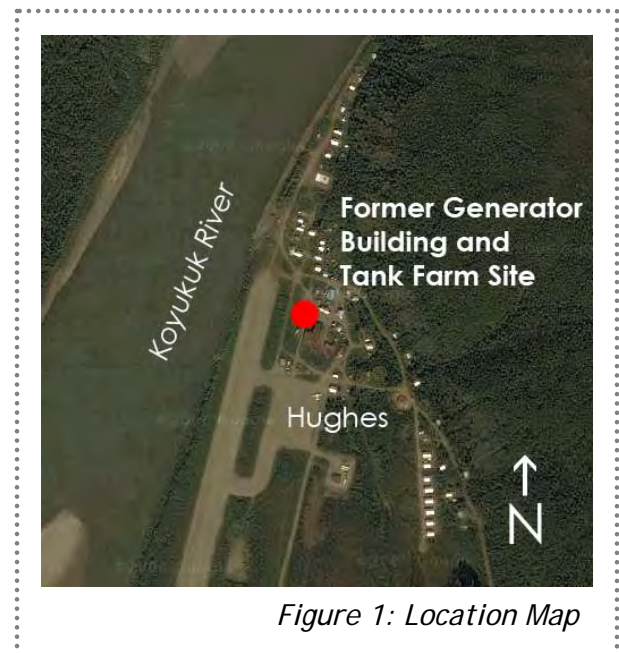 Former Generator
Building and
Tank Farm Site
Koyukuk River
Hughes
N
Figure 1: Location Map